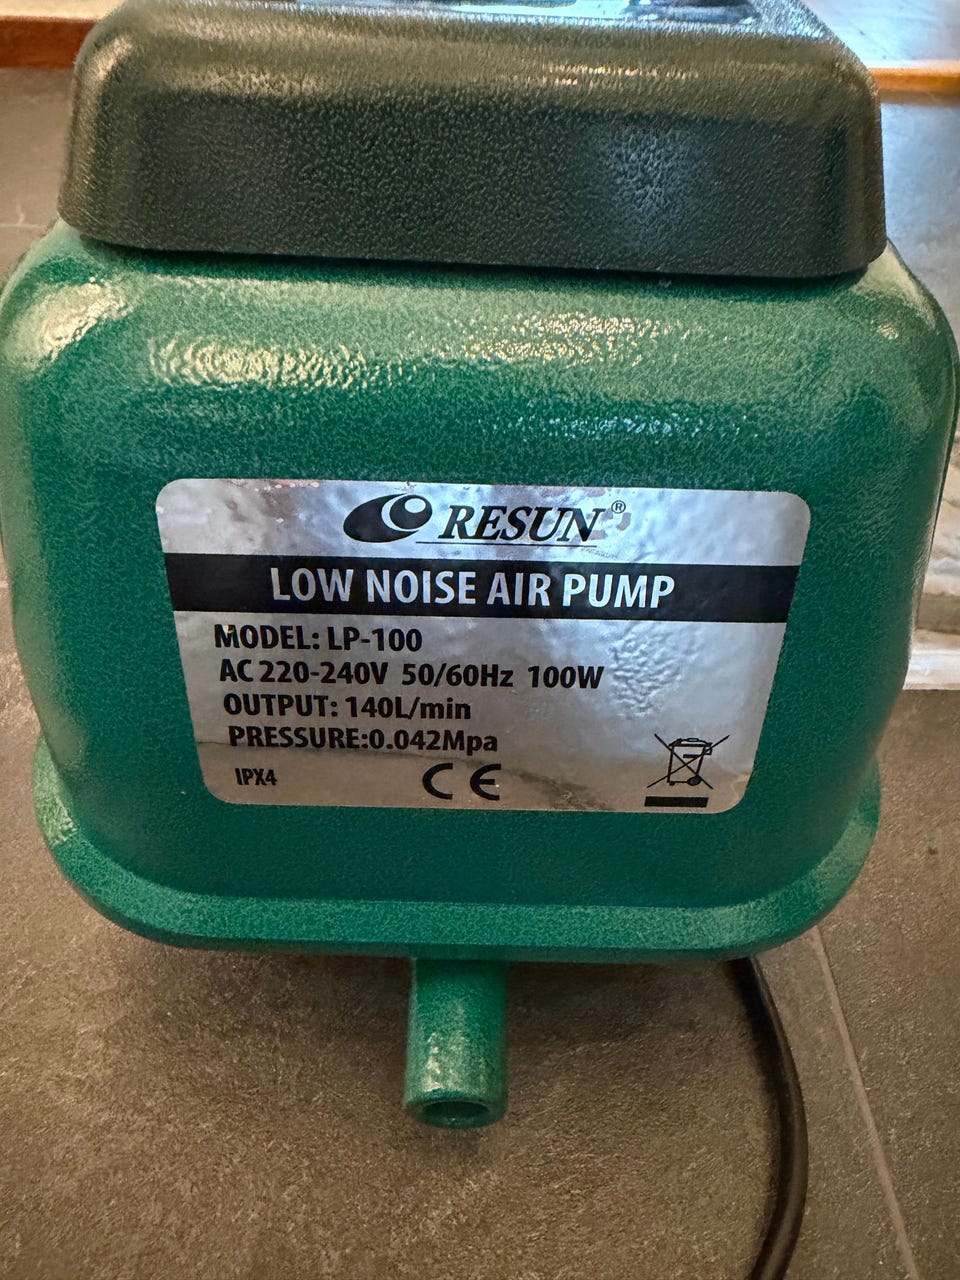 RESUN®
LOW NOISE AIR PUMP
MODEL: LP-100
AC 220-240V 50/60Hz 100W
OUTPUT: 140L/min
PRESSURE:0.042Mpa
IPX4
CE